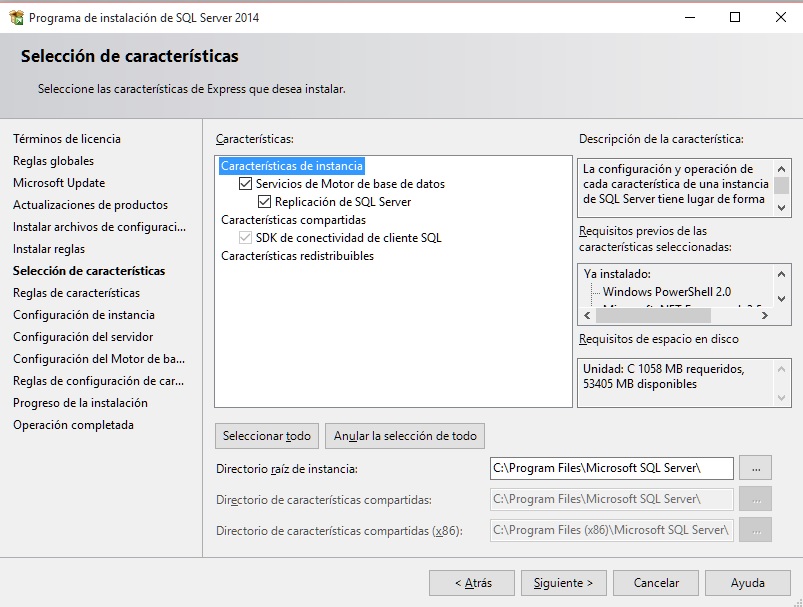 Programa de instalación de SQL Server 2014
Selección de características
Seleccione las características de Express que desea instalar.
Términos de licencia
Reglas globales
Microsoft Update
Actualizaciones de productos
Instalar archivos de configuraci...
Instalar reglas
Selección de características
Reglas de características
Configuración de instancia
Configuración del servidor
Configuración del Motor de ba...
Reglas de configuración de car...
Progreso de la instalación
Operación completada
Características:
Características de instancia
Servicios de Motor de base de datos
Replicación de SQL Server
Características compartidas
SDK de conectividad de cliente SQL
Características redistribuibles
Descripción de la característica:
La configuración y operación de
cada característica de una instancia
de SQL Server tiene lugar de forma
Requisitos previos de las
características seleccionadas:
Ya instalado:
Windows PowerShell 2.0
Requisitos de espacio en disco
Unidad: C 1058 MB requeridos,
53405 MB disponibles
Seleccionar todo
Anular la selección de todo
Directorio raíz de instancia:
C:\Program Files\Microsoft SQL Server\
...
Directorio de características compartidas:
C:\Program Files\Microsoft SQL Server\
...
Directorio de características compartidas (x86):
C:\Program Files (x86)\Microsoft SQL Server\
...
< Atrás
Siguiente >
Cancelar
Ayuda